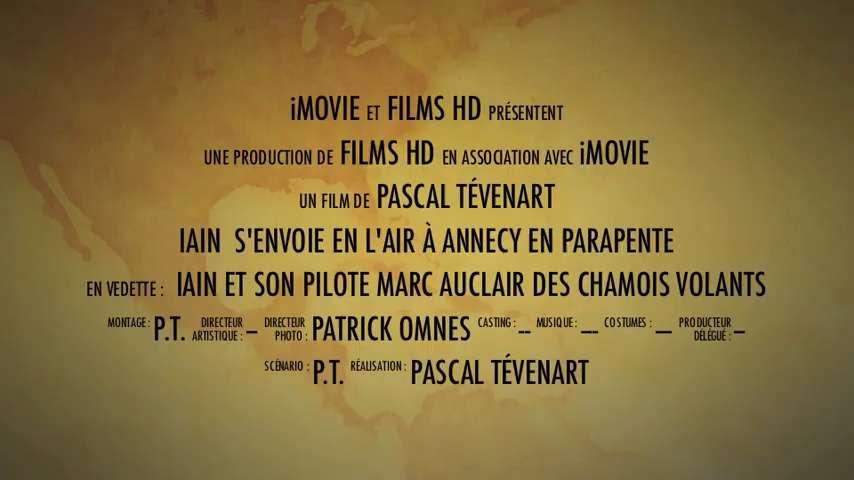 iMOVIE ET FILMS HD PRÉSENTENT
UNE PRODUCTION DE FILMS HD EN ASSOCIATION AVEC iMOVIE
UN FILM DE PASCAL TÉVENART
IAIN S'ENVOIE EN L'AIR À ANNECY EN PARAPENTE
EN VEDETTE : IAIN ET SON PILOTE MARC AUCLAIR DES CHAMOIS VOLANTS
MONTAGE : P.T. DIRECTEUR ARTISTIQUE : – DIRECTEUR PHOTO : PATRICK OMNES CASTING : -- MUSIQUE : -- COSTUMES : — PRODUCTEUR DÉLÉGUÉ : –
SCÉNARIO : P.T. RÉALISATION : PASCAL TÉVENART